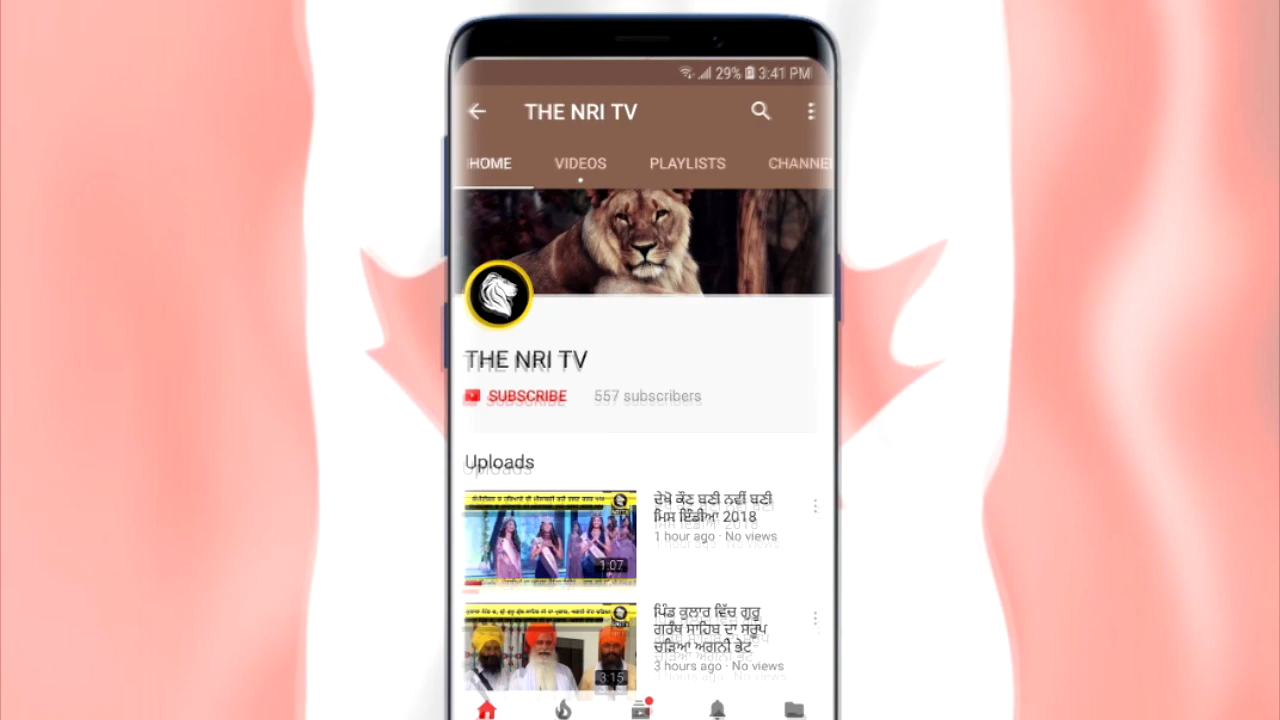 29% 3:41 PM
THE NRI TV
HOME VIDEOS PLAYLISTS CHANNE
THE NRI TV
SUBSCRIBE 557 subscribers
Uploads
ਦੇਖੋ ਕੌਣ ਬਣੀ ਨਵੀਂ ਬਣੀ
ਮਿਸ ਇੰਡੀਆ 2018
1 hour ago · No views
1:07
ਪਿੰਡ ਕੁਲਾਰ ਵਿੱਚ ਗੁਰੂ
ਗਰੰਥ ਸਾਹਿਬ ਦਾ ਸਰੂਪ
ਚੜਿਆ ਅਗਨੀ ਭੇਟ
3 hours ago · No views
3:15